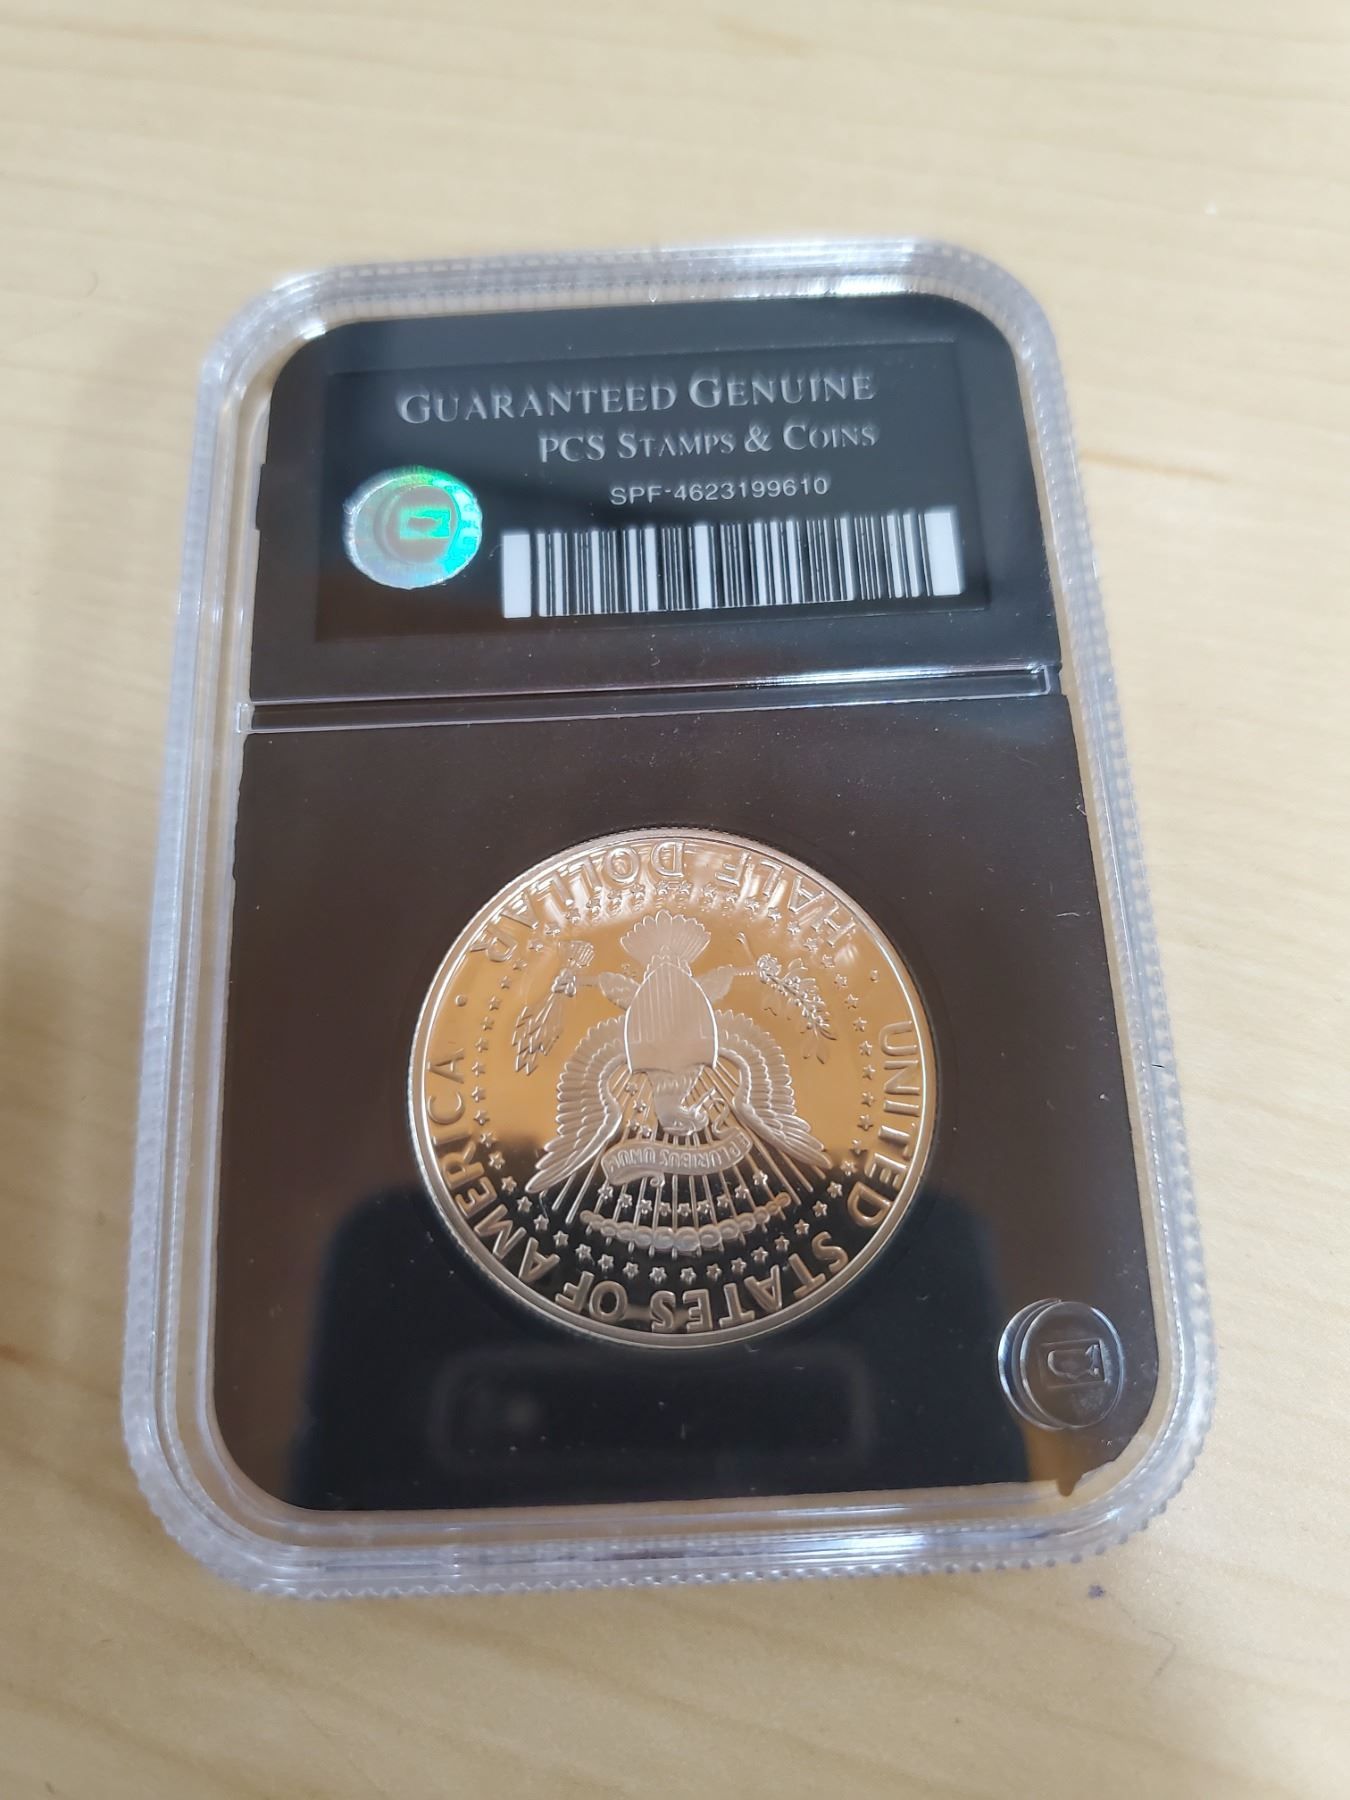 GUARANTEED GENUINE
PCS STAMPS & COINS
SPF-4623199610
UNITED STATES OF AMERICA
PLURIBUS UNUM
HALF DOLLAR